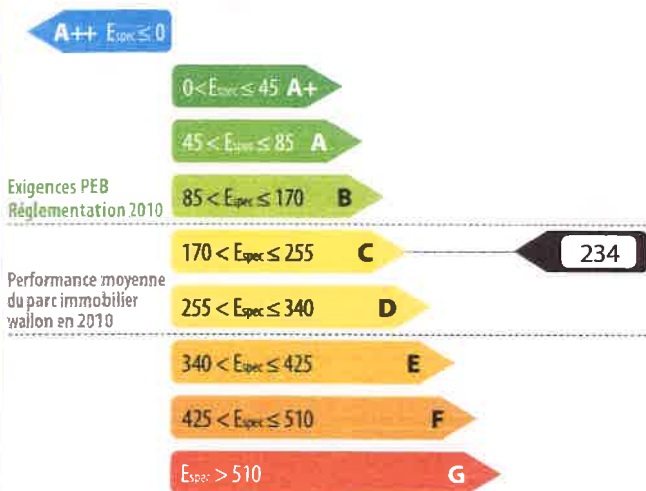 A++ Espec ≤ 0
0 < Espec ≤ 45 A+
45 < Espec ≤ 85 A
Exigences PEB
Réglementation 2010
85 < Espec ≤ 170 B
170 < Espec ≤ 255 C
234
Performance moyenne
du parc immobilier
wallon en 2010
255 < Espec ≤ 340 D
340 < Espec ≤ 425 E
425 < Espec ≤ 510 F
Espec > 510 G